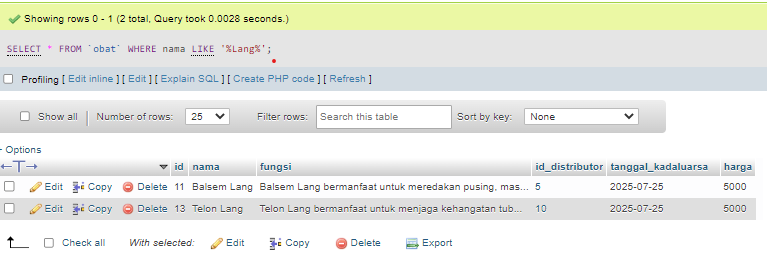 Showing rows 0 - 1 (2 total, Query took 0.0028 seconds.)
SELECT * FROM `obat` WHERE nama LIKE '%Lang%';
Profiling [ Edit inline ] [ Edit ] [ Explain SQL ] [ Create PHP code ] [ Refresh ]
Show all Number of rows: 25 Filter rows: Search this table Sort by key: None
- Options
←T→ id nama fungsi id_distributor tanggal_kadaluarsa harga
Edit Copy Delete 11 Balsem Lang Balsem Lang bermanfaat untuk meredakan pusing, mas... 5 2025-07-25 5000
Edit Copy Delete 13 Telon Lang Telon Lang bermanfaat untuk menjaga kehangatan tub... 10 2025-07-25 5000
Check all With selected: Edit Copy Delete Export